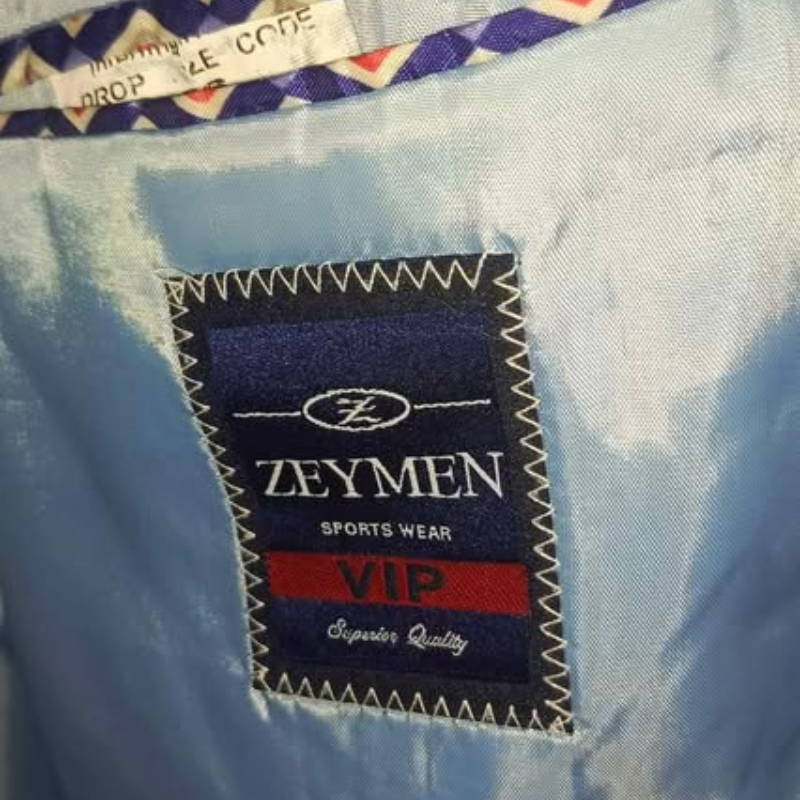 DROP CODE
Z
ZEYMEN
SPORTS WEAR
VIP
Superior Quality